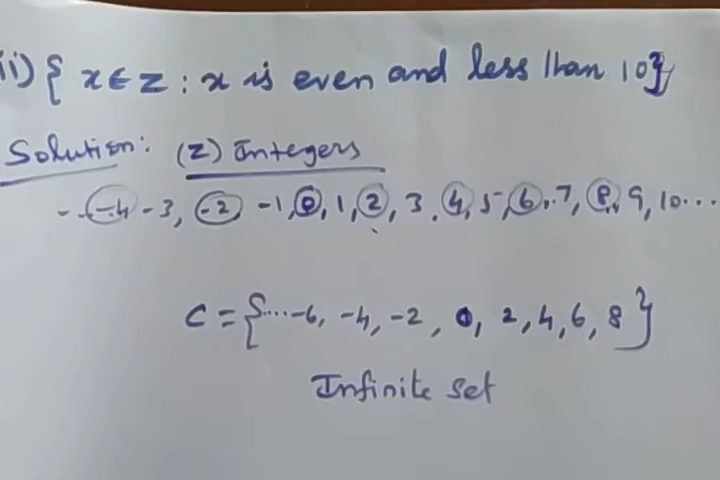 ii) { x ∈ Z : x is even and less than 10}
Solution: (Z) Integers
- . -4 -3, -2, -1, 0, 1, 2, 3, 4, 5, 6, 7, 8, 9, 10...
C = {...-6, -4, -2, 0, 2, 4, 6, 8}
Infinite set